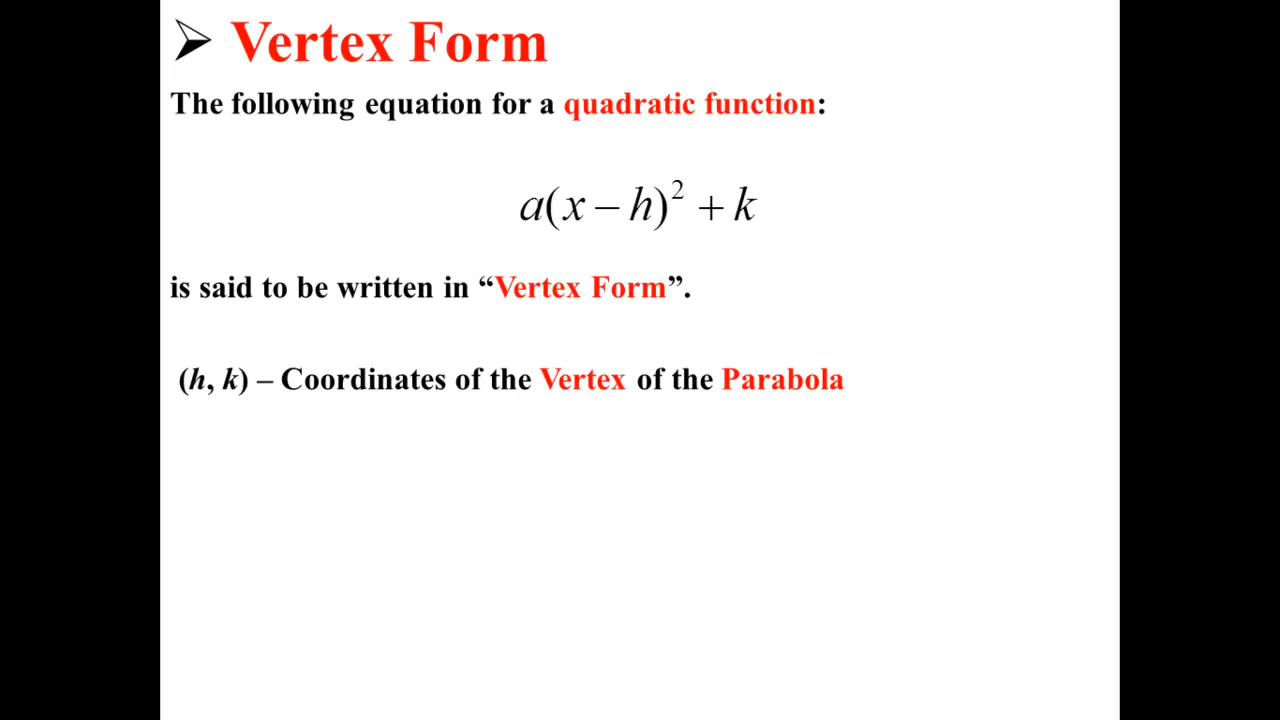 ➢ Vertex Form
The following equation for a quadratic function:
a(x − h)² + k
is said to be written in “Vertex Form”.
(h, k) – Coordinates of the Vertex of the Parabola